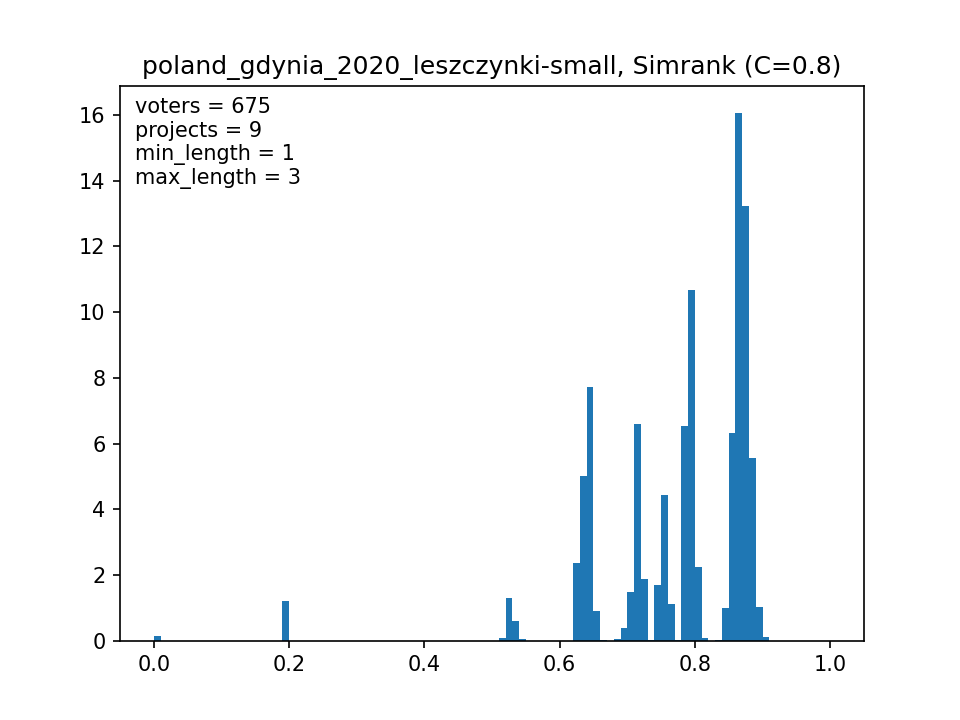 poland_gdynia_2020_leszczynki-small, Simrank (C=0.8)
voters = 675
projects = 9
min_length = 1
max_length = 3
16
14
12
10
8
6
4
2
0
0.0 0.2 0.4 0.6 0.8 1.0